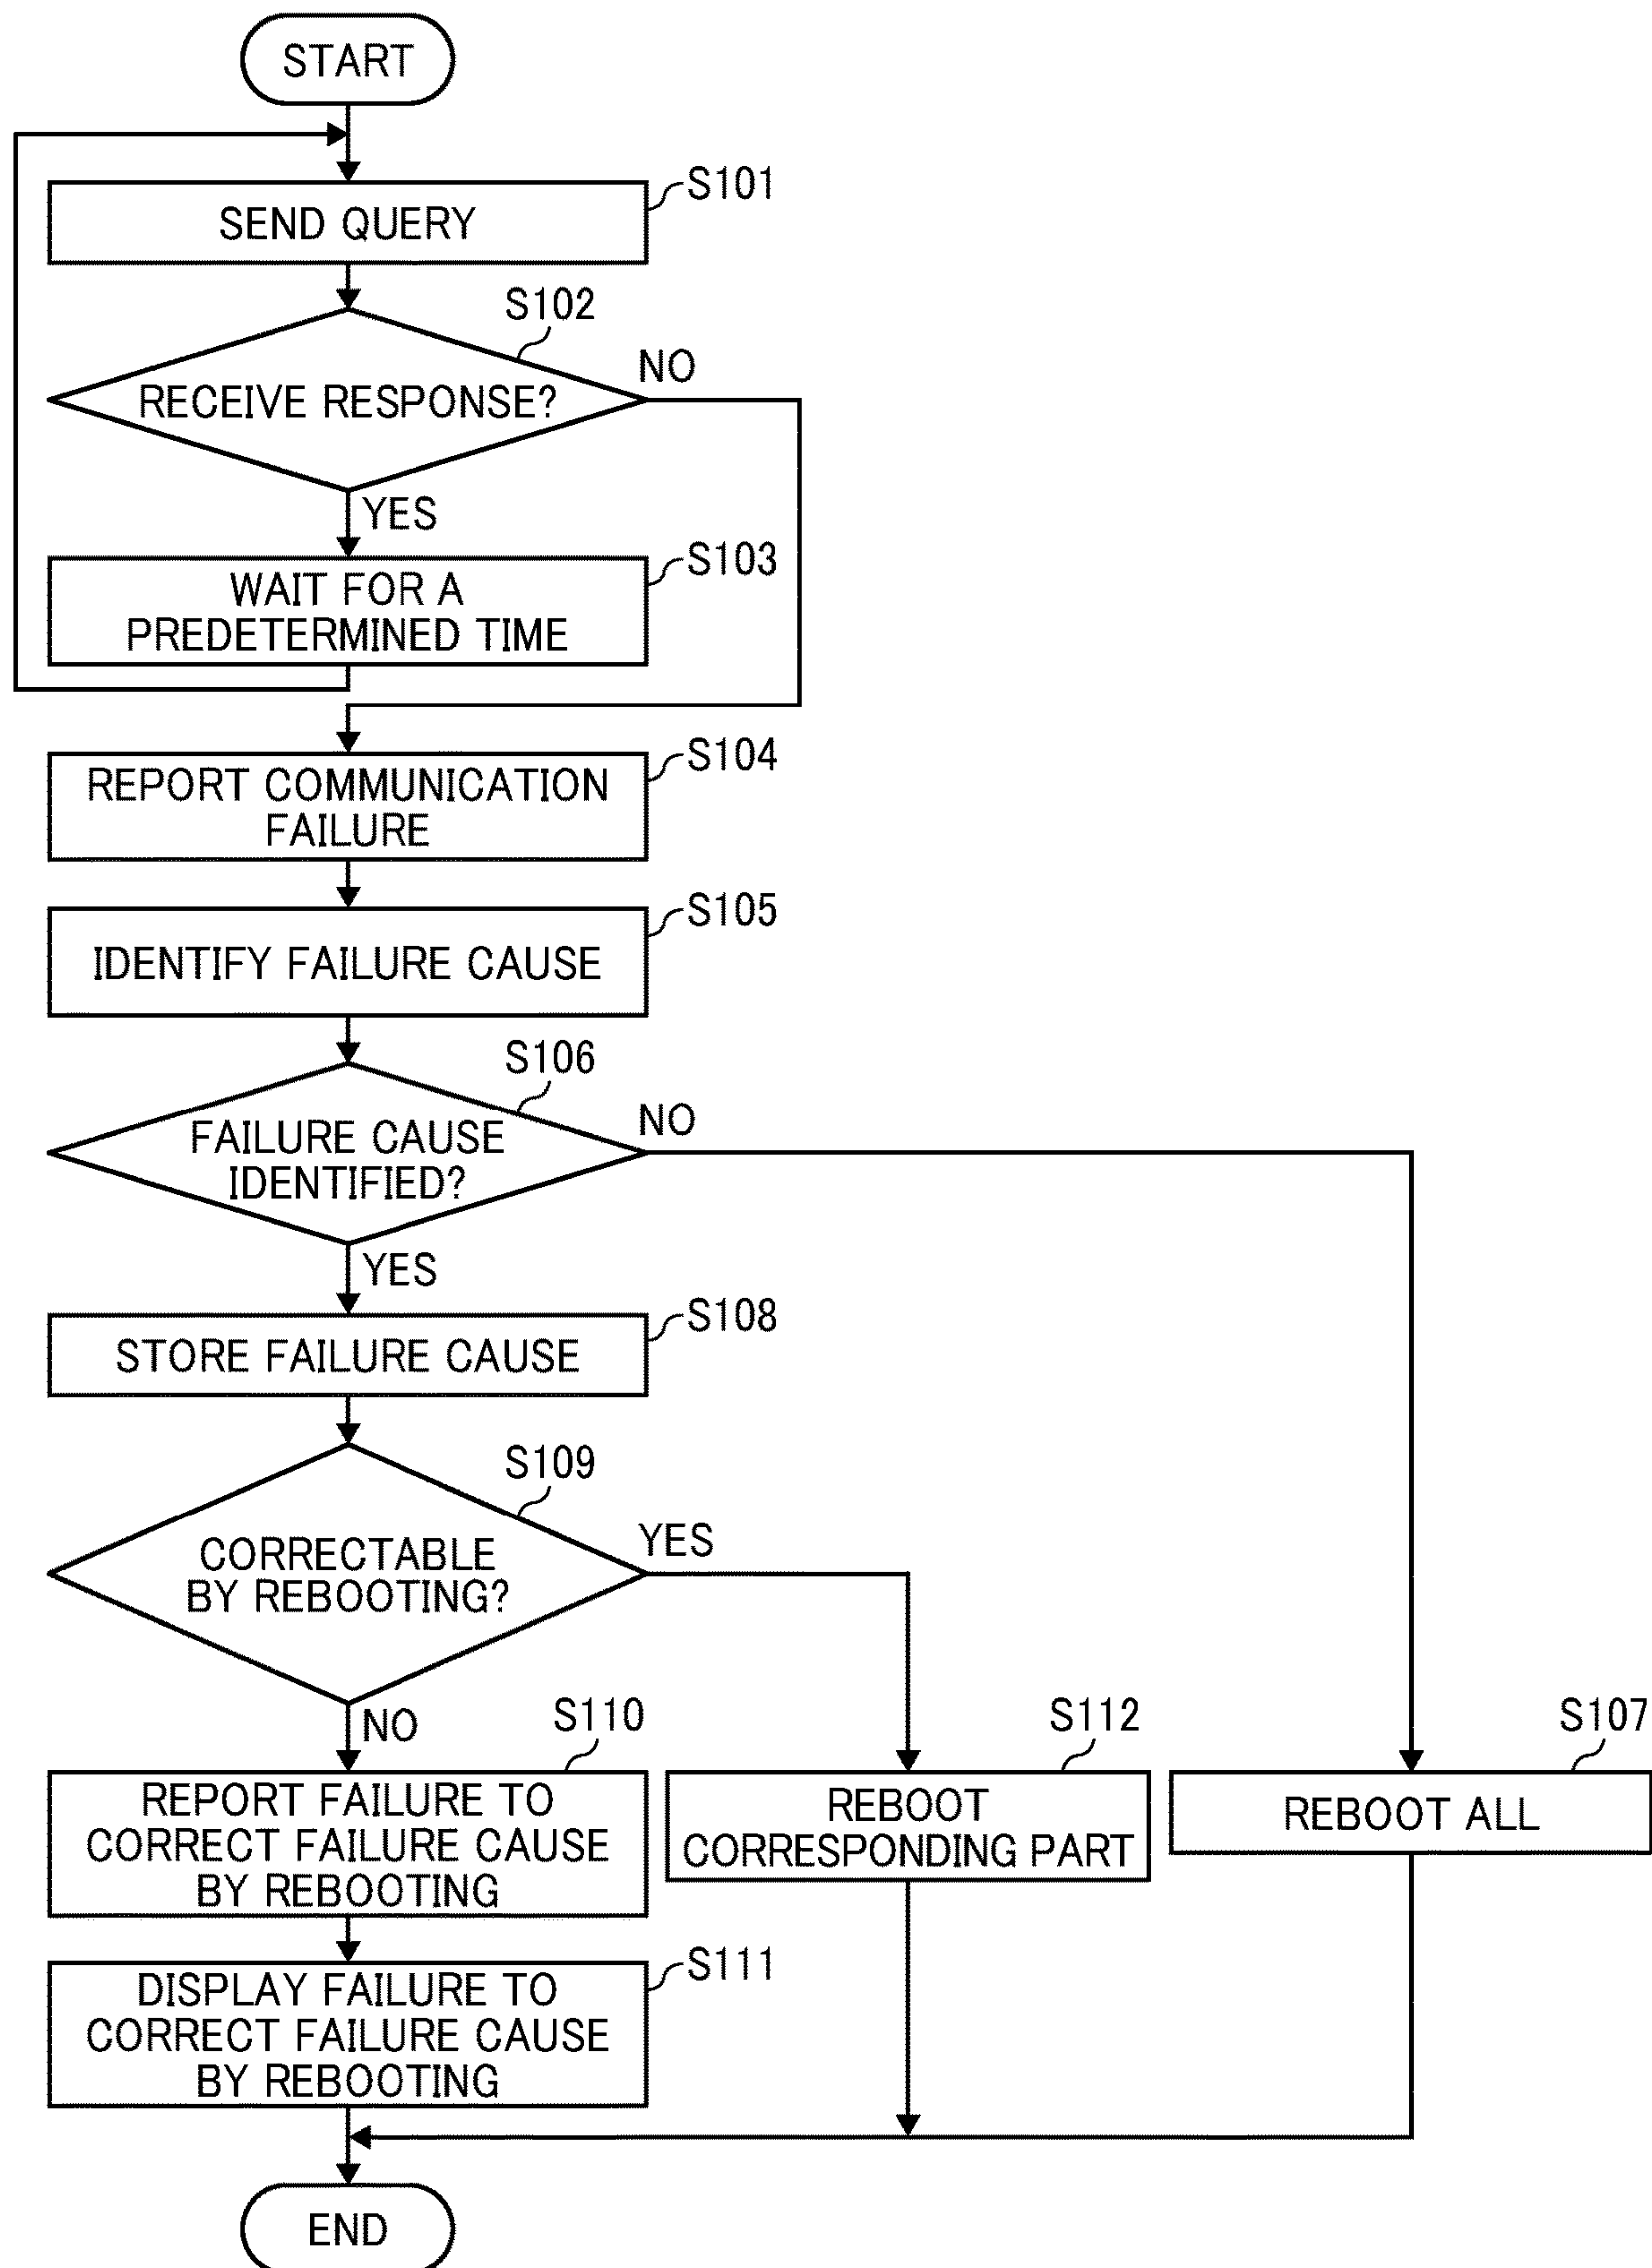 START
S101
SEND QUERY
S102
NO
RECEIVE RESPONSE?
YES
S103
WAIT FOR A
PREDETERMINED TIME
S104
REPORT COMMUNICATION
FAILURE
S105
IDENTIFY FAILURE CAUSE
S106
NO
FAILURE CAUSE
IDENTIFIED?
YES
S108
STORE FAILURE CAUSE
S109
YES
CORRECTABLE
BY REBOOTING?
NO
S110
REPORT FAILURE TO
CORRECT FAILURE CAUSE
BY REBOOTING
S112
REBOOT
CORRESPONDING PART
S107
REBOOT ALL
S111
DISPLAY FAILURE TO
CORRECT FAILURE CAUSE
BY REBOOTING
END